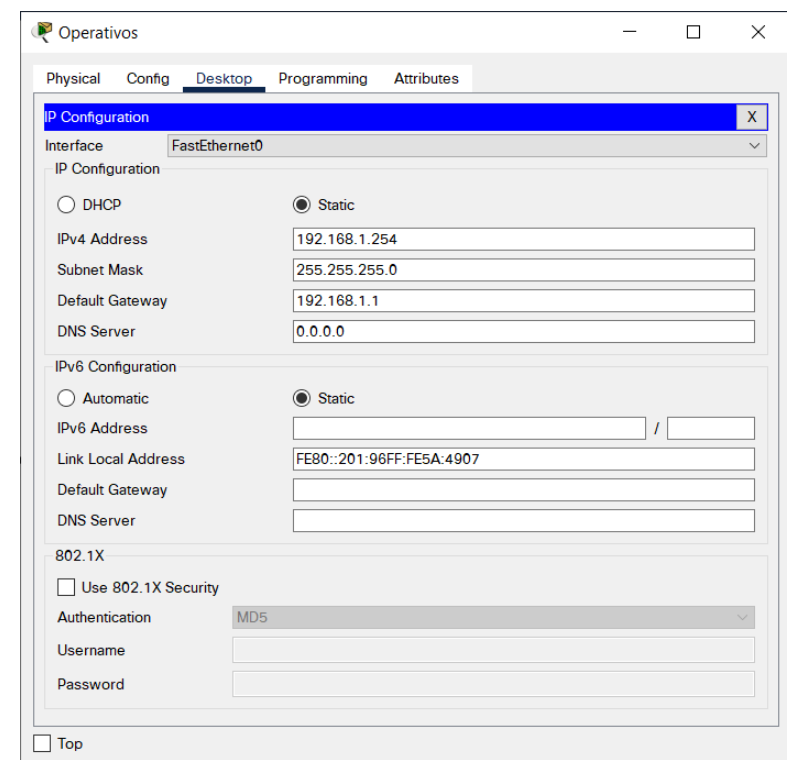 Operativos
Physical Config Desktop Programming Attributes
IP Configuration X
Interface FastEthernet0
IP Configuration
DHCP Static
IPv4 Address 192.168.1.254
Subnet Mask 255.255.255.0
Default Gateway 192.168.1.1
DNS Server 0.0.0.0
IPv6 Configuration
Automatic Static
IPv6 Address /
Link Local Address FE80::201:96FF:FE5A:4907
Default Gateway
DNS Server
802.1X
Use 802.1X Security
Authentication MD5
Username
Password
Top